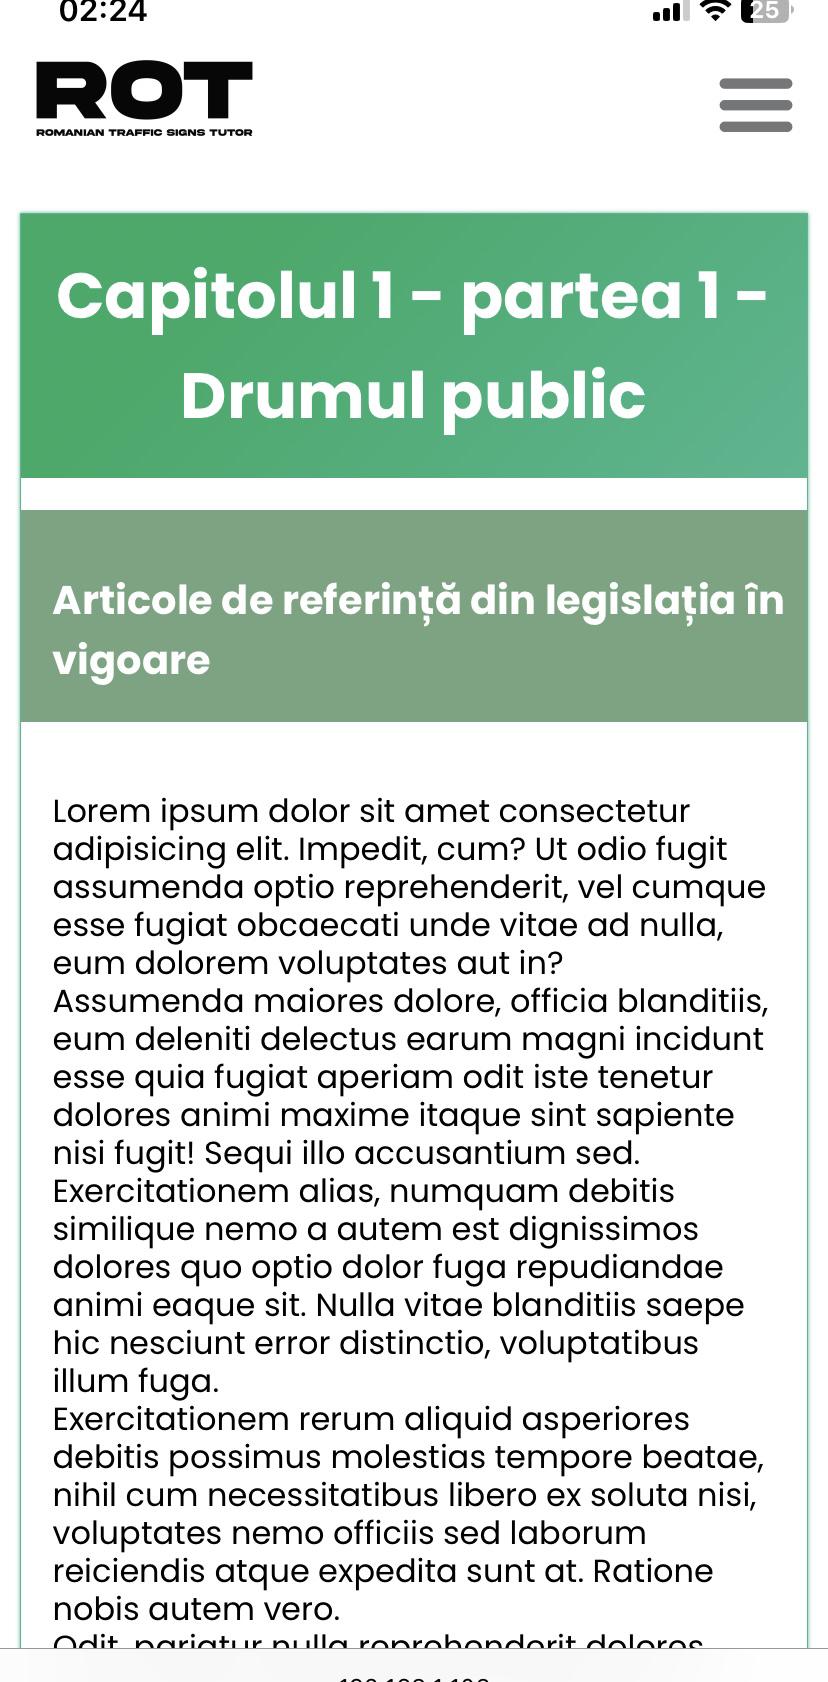 02:24
25
ROT
ROMANIAN TRAFFIC SIGNS TUTOR
Capitolul 1 - partea 1 -
Drumul public
Articole de referință din legislația în
vigoare
Lorem ipsum dolor sit amet consectetur
adipisicing elit. Impedit, cum? Ut odio fugit
assumenda optio reprehenderit, vel cumque
esse fugiat obcaecati unde vitae ad nulla,
eum dolorem voluptates aut in?
Assumenda maiores dolore, officia blanditiis,
eum deleniti delectus earum magni incidunt
esse quia fugiat aperiam odit iste tenetur
dolores animi maxime itaque sint sapiente
nisi fugit! Sequi illo accusantium sed.
Exercitationem alias, numquam debitis
similique nemo a autem est dignissimos
dolores quo optio dolor fuga repudiandae
animi eaque sit. Nulla vitae blanditiis saepe
hic nesciunt error distinctio, voluptatibus
illum fuga.
Exercitationem rerum aliquid asperiores
debitis possimus molestias tempore beatae,
nihil cum necessitatibus libero ex soluta nisi,
voluptates nemo officiis sed laborum
reiciendis atque expedita sunt at. Ratione
nobis autem vero.
Odit, pariatur nulla reprehenderit dolores